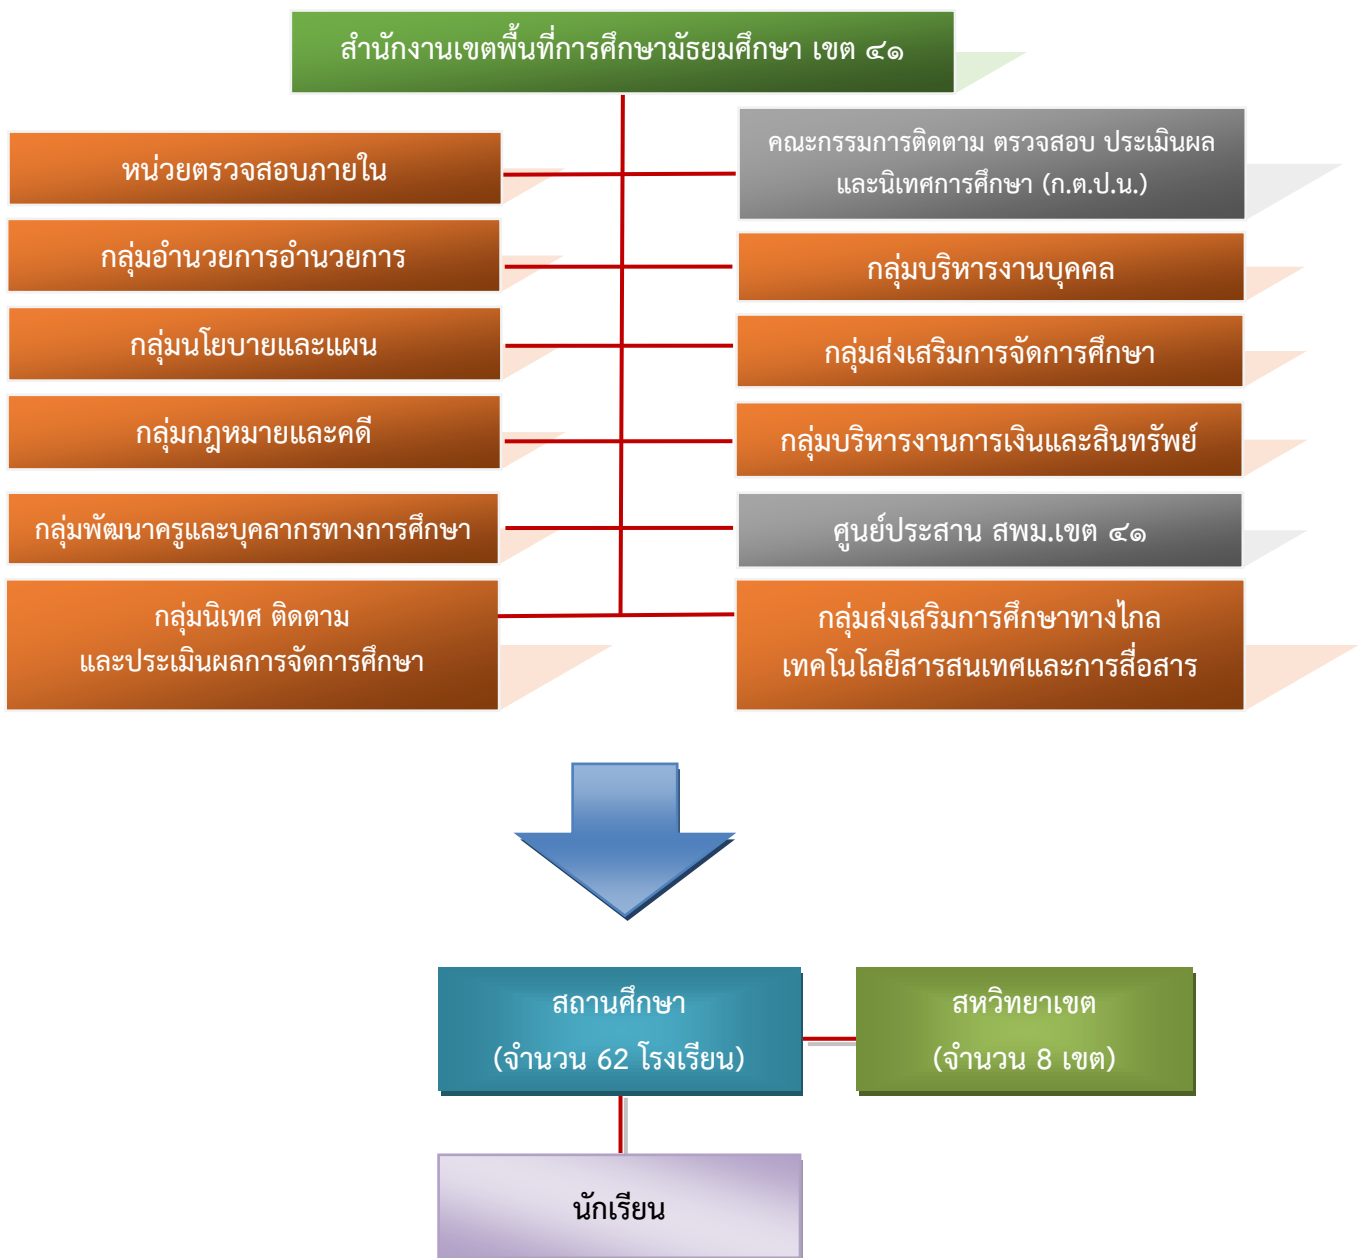 สำนักงานเขตพื้นที่การศึกษามัธยมศึกษา เขต ๔๑
หน่วยตรวจสอบภายใน
คณะกรรมการติดตาม ตรวจสอบ ประเมินผล
และนิเทศการศึกษา (ก.ต.ป.น.)
กลุ่มอำนวยการอำนวยการ
กลุ่มบริหารงานบุคคล
กลุ่มนโยบายและแผน
กลุ่มส่งเสริมการจัดการศึกษา
กลุ่มกฎหมายและคดี
กลุ่มบริหารงานการเงินและสินทรัพย์
กลุ่มพัฒนาครูและบุคลากรทางการศึกษา
ศูนย์ประสาน สพม.เขต ๔๑
กลุ่มนิเทศ ติดตาม
และประเมินผลการจัดการศึกษา
กลุ่มส่งเสริมการศึกษาทางไกล
เทคโนโลยีสารสนเทศและการสื่อสาร
สถานศึกษา
(จำนวน 62 โรงเรียน)
สหวิทยาเขต
(จำนวน 8 เขต)
นักเรียน